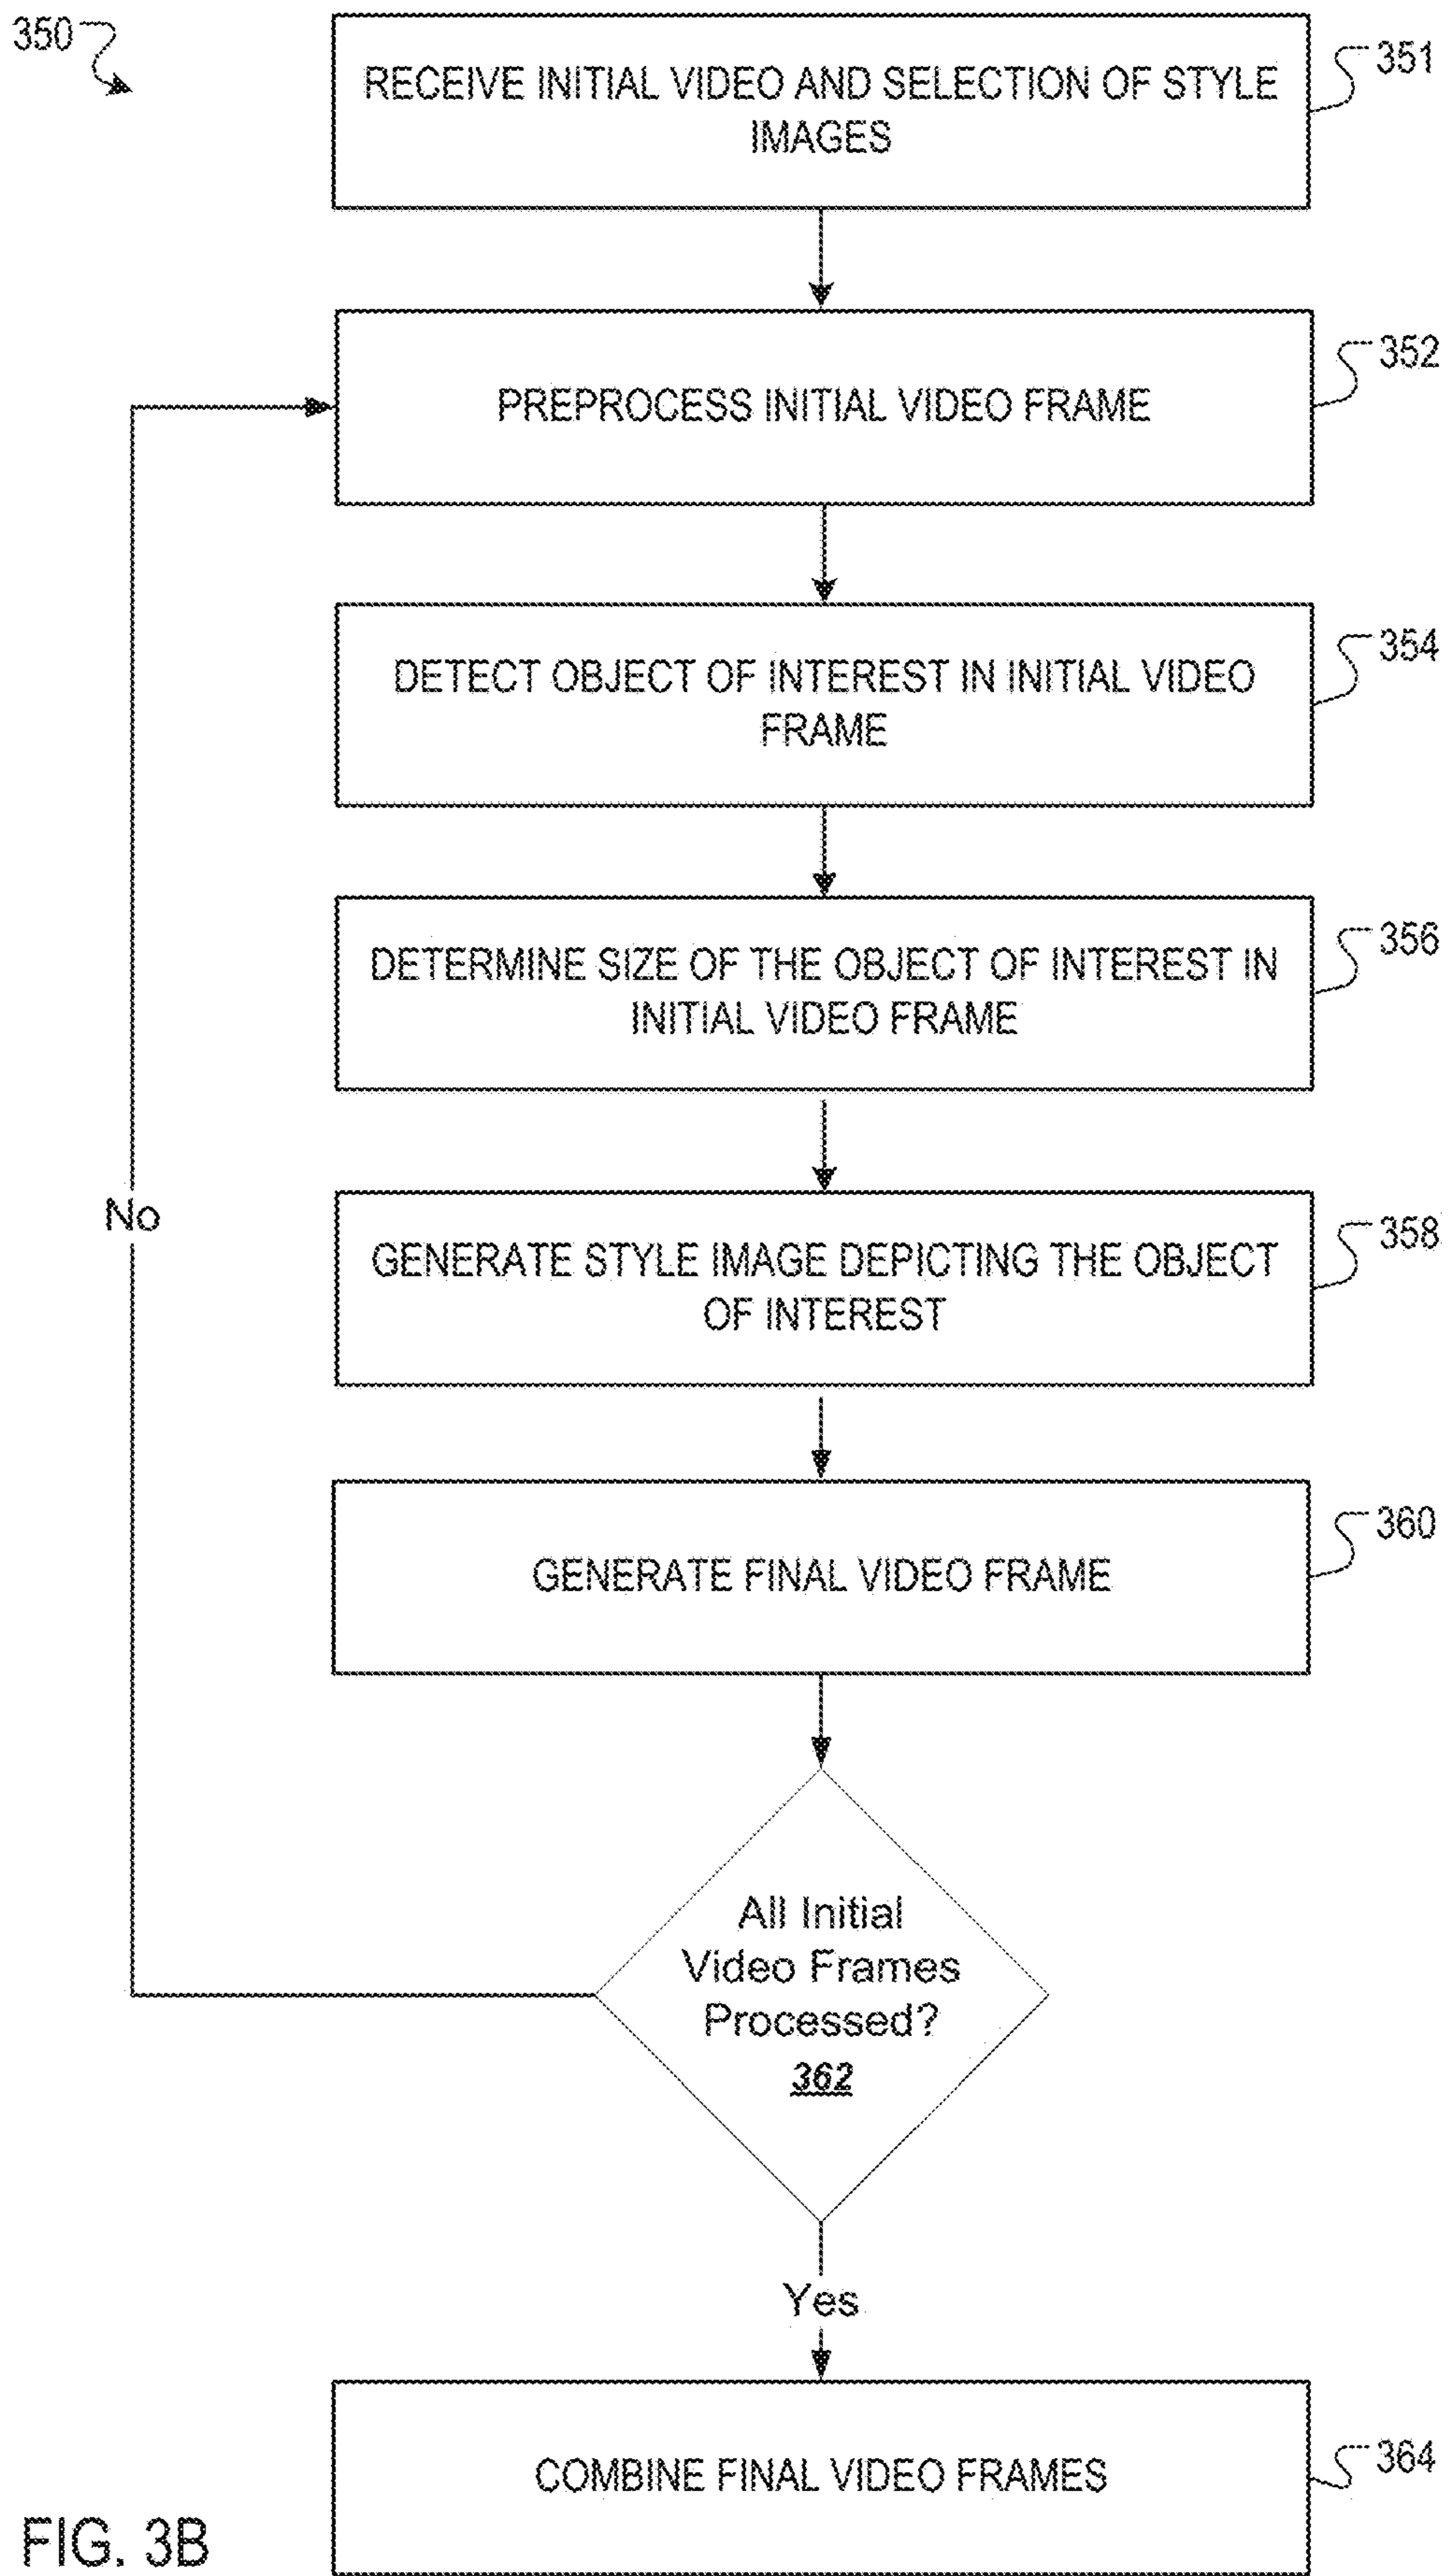 350
RECEIVE INITIAL VIDEO AND SELECTION OF STYLE
IMAGES
351
PREPROCESS INITIAL VIDEO FRAME
352
DETECT OBJECT OF INTEREST IN INITIAL VIDEO
FRAME
354
DETERMINE SIZE OF THE OBJECT OF INTEREST IN
INITIAL VIDEO FRAME
356
No
GENERATE STYLE IMAGE DEPICTING THE OBJECT
OF INTEREST
358
GENERATE FINAL VIDEO FRAME
360
All Initial
Video Frames
Processed?
362
Yes
COMBINE FINAL VIDEO FRAMES
364
FIG. 3B